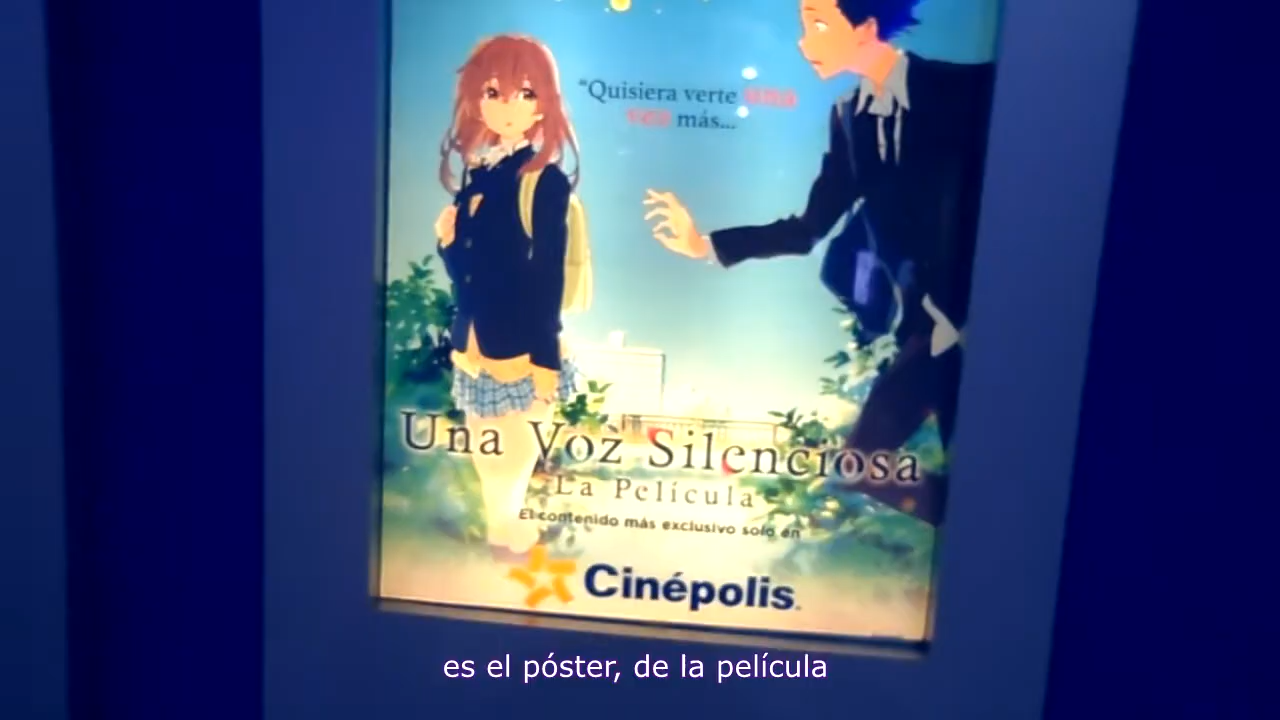 "Quisiera verte una
vez más...
Una Voz Silenciosa
La Película
El contenido más exclusivo solo en
Cinépolis.
es el póster, de la película